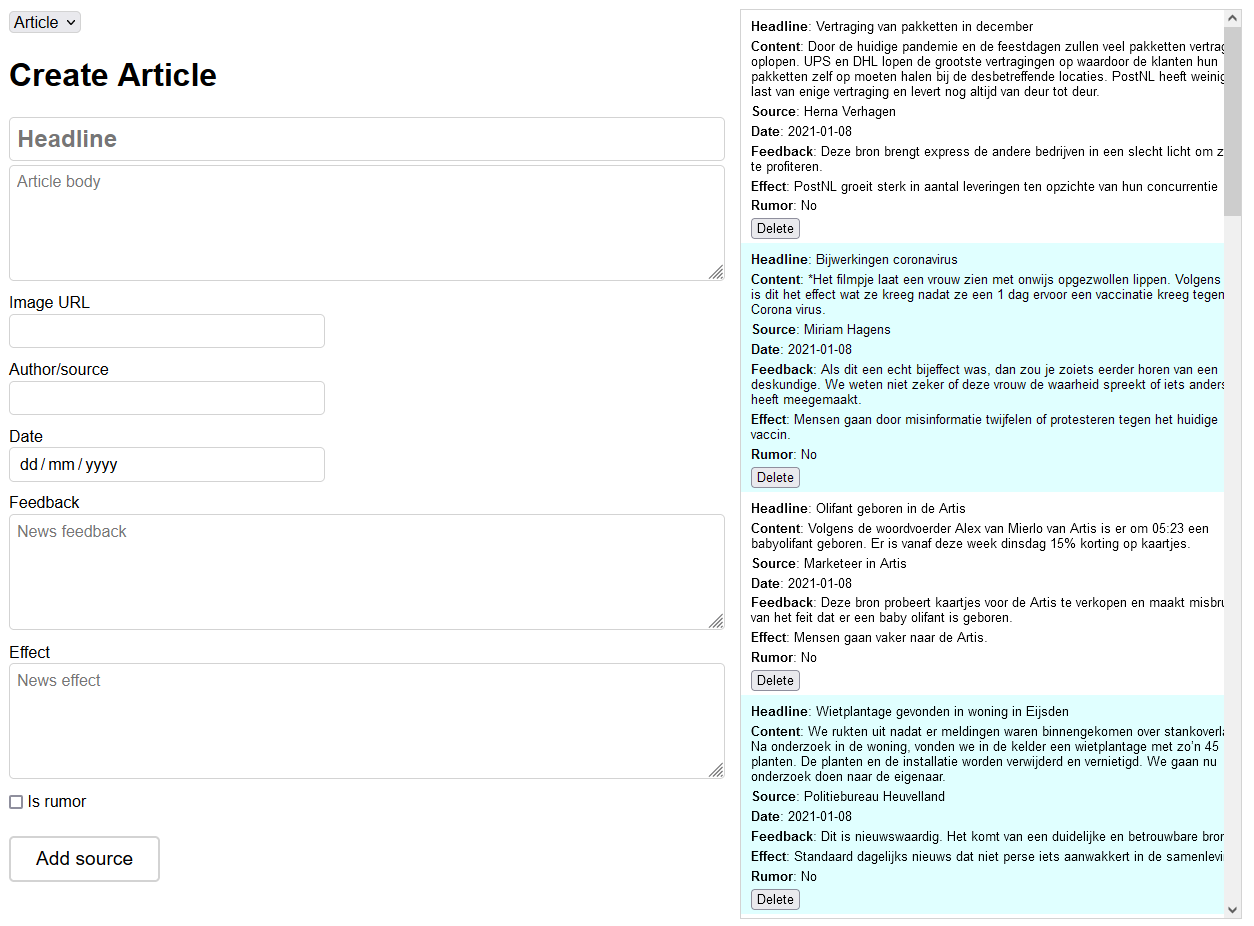 Article
Create Article
Headline
Article body
Image URL
Author/source
Date
dd/mm/yyyy
Feedback
News feedback
Effect
News effect
Is rumor
Add source
Headline: Vertraging van pakketten in december
Content: Door de huidige pandemie en de feestdagen zullen veel pakketten
oplopen. UPS en DHL lopen de grootste vertragingen op waardoor de klanten hun
pakketten zelf op moeten halen bij de desbetreffende locaties. PostNL heeft weinig
last van enige vertraging en levert nog altijd van deur tot deur.
Source: Herna Verhagen
Date: 2021-01-08
Feedback: Deze bron brengt express de andere bedrijven in een slecht licht om
te profiteren.
Effect: PostNL groeit sterk in aantal leveringen ten opzichte van hun concurrentie
Rumor: No
Delete
Headline: Bijwerkingen coronavirus
Content: *Het filmpje laat een vrouw zien met onwijs opgezwollen lippen. Volgens
is dit het effect wat ze kreeg nadat ze een 1 dag ervoor een vaccinatie kreeg tegen
Corona virus.
Source: Miriam Hagens
Date: 2021-01-08
Feedback: Als dit een echt bijeffect was, dan zou je zoiets eerder horen van een
deskundige. We weten niet zeker of deze vrouw de waarheid spreekt of iets anders
heeft meegemaakt.
Effect: Mensen gaan door misinformatie twijfelen of protesteren tegen het huidige
vaccin.
Rumor: No
Delete
Headline: Olifant geboren in de Artis
Content: Volgens de woordvoerder Alex van Mierlo van Artis is er om 05:23 een
babyolifant geboren. Er is vanaf deze week dinsdag 15% korting op kaartjes.
Source: Marketeer in Artis
Date: 2021-01-08
Feedback: Deze bron probeert kaartjes voor de Artis te verkopen en maakt
van het feit dat er een baby olifant is geboren.
Effect: Mensen gaan vaker naar de Artis.
Rumor: No
Delete
Headline: Wietplantage gevonden in woning in Eijsden
Content: We rukten uit nadat er meldingen waren binnengekomen over
Na onderzoek in de woning, vonden we in de kelder een wietplantage met zo'n 45
planten. De planten en de installatie worden verwijderd en vernietigd. We gaan nu
onderzoek doen naar de eigenaar.
Source: Politiebureau Heuvelland
Date: 2021-01-08
Feedback: Dit is nieuwswaardig. Het komt van een duidelijke en betrouwbare bron
Effect: Standaard dagelijks nieuws dat niet perse iets aanwakkert in de
Rumor: No
Delete